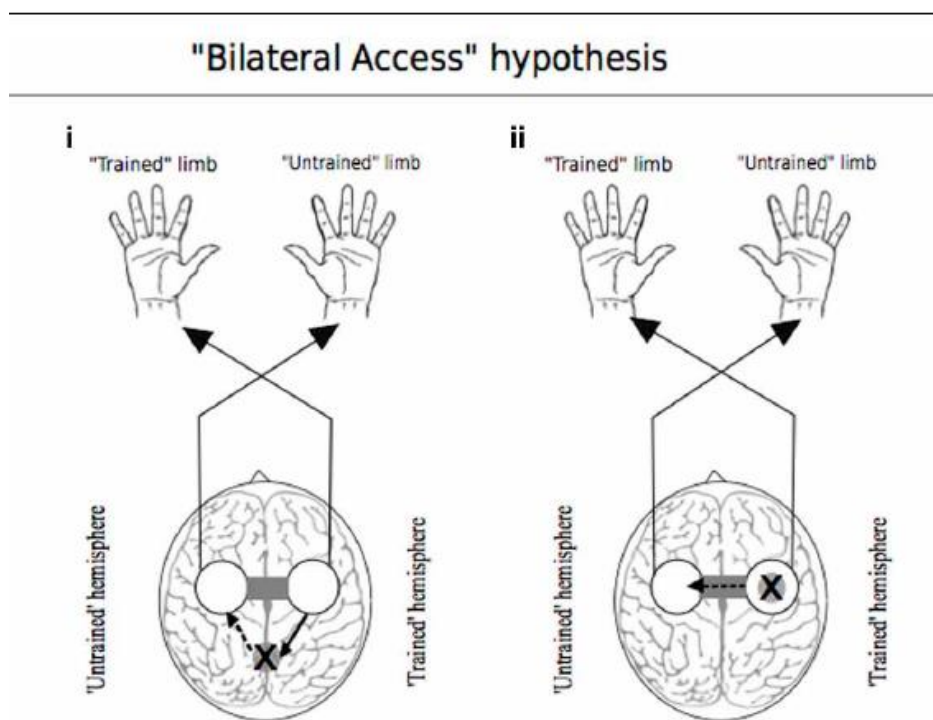 "Bilateral Access" hypothesis
i
"Trained" limb
"Untrained" limb
'Untrained' hemisphere
'Trained' hemisphere
X
ii
"Trained" limb
"Untrained" limb
'Untrained' hemisphere
'Trained' hemisphere
X